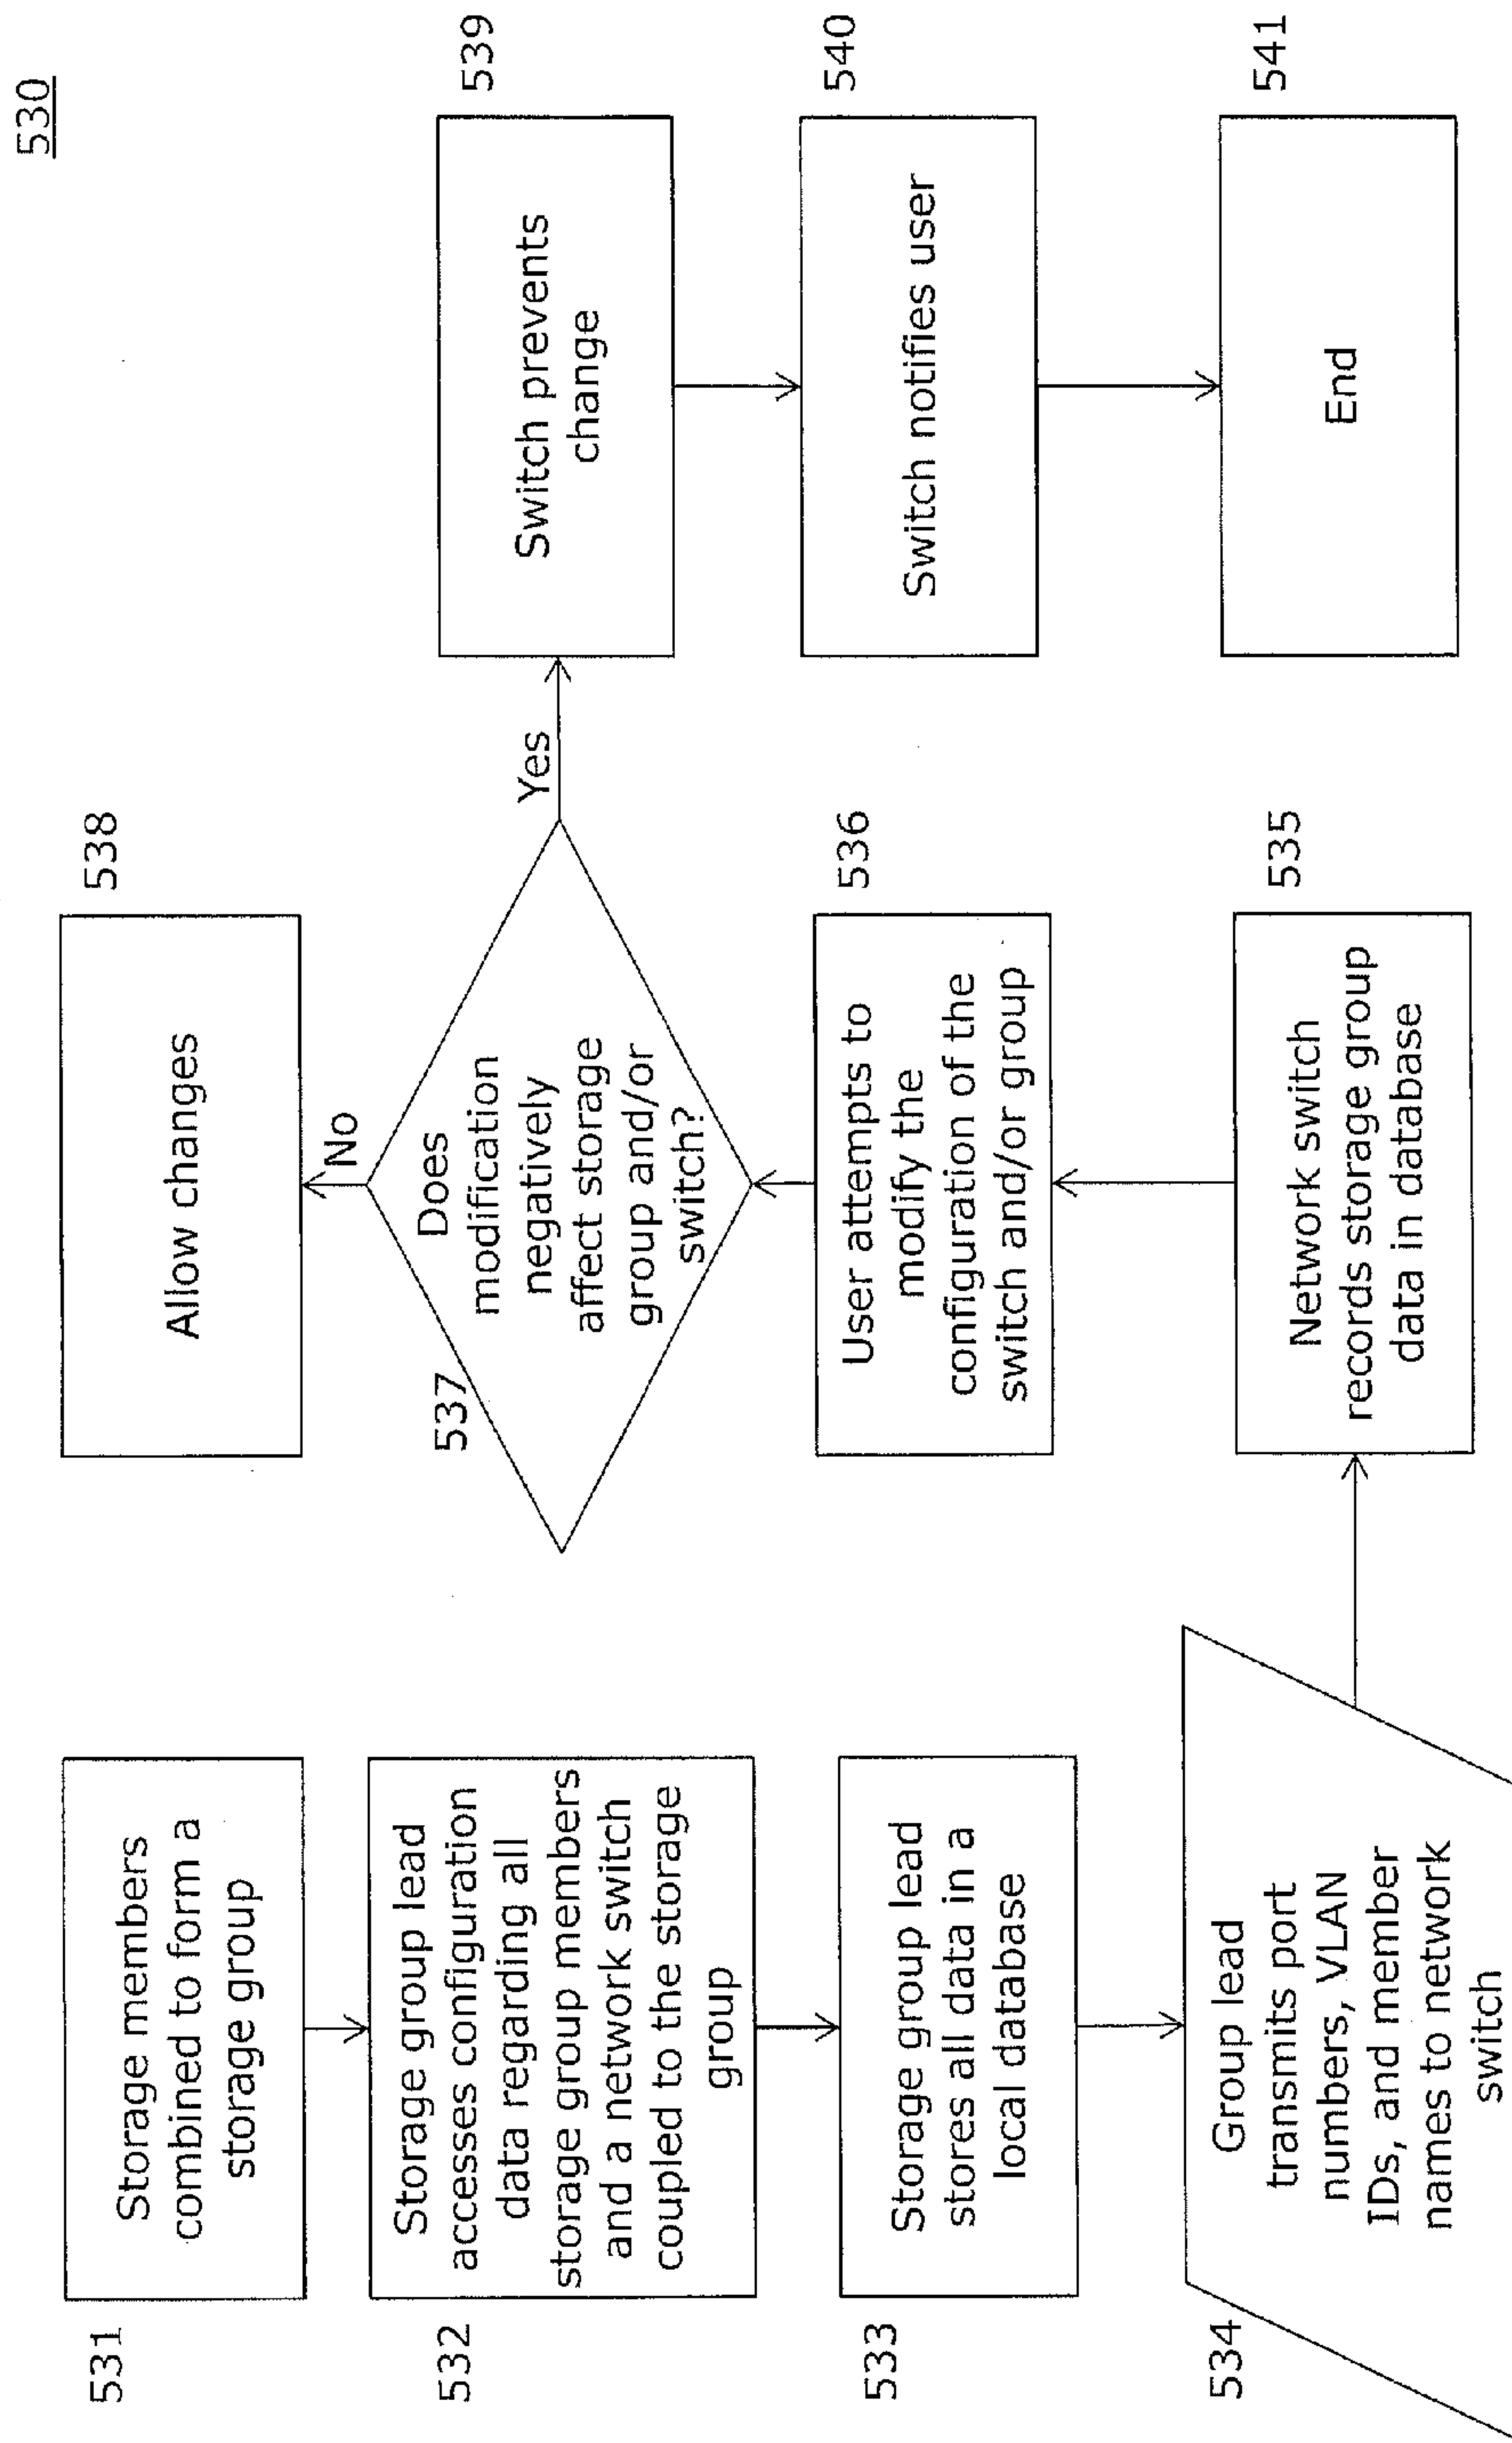 530
531
Storage members
combined to form a
storage group
532
Storage group lead
accesses configuration
data regarding all
storage group members
and a network switch
coupled to the storage
group
533
Storage group lead
stores all data in a
local database
534
Group lead
transmits port
numbers, VLAN
IDs, and member
names to network
switch
535
Network switch
records storage group
data in database
536
User attempts to
modify the
configuration of the
switch and/or group
537
Does
modification
negatively
affect storage
group and/or
switch?
No
Yes
538
Allow changes
539
Switch prevents
change
540
Switch notifies user
541
End